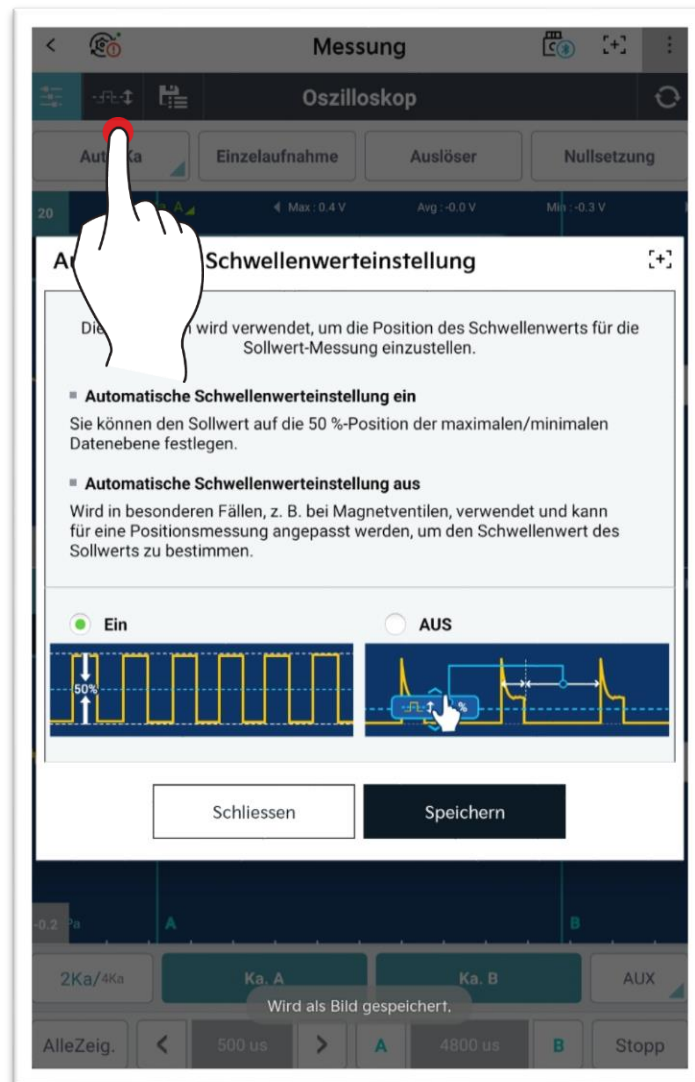 Messung
Oszilloskop
Einzelaufnahme
Auslöser
Nullsetzung
20
Max : 0.4 V
Avg : -0.0 V
-0.3 V
Schwellenwerteinstellung
wird verwendet, um die Position des Schwellenwerts für die
Sollwert-Messung einzustellen.
Automatische Schwellenwerteinstellung ein
Sie können den Sollwert auf die 50 %-Position der maximalen/minimalen
Datenebene festlegen.
Automatische Schwellenwerteinstellung aus
Wird in besonderen Fällen, z. B. bei Magnetventilen, verwendet und kann
für eine Positionsmessung angepasst werden, um den Schwellenwert des
Sollwerts zu bestimmen.
Ein
AUS
50%
%
Schliessen
Speichern
-0.2
A
B
2Ka/4Ka
Ka. A
Ka. B
AUX
Wird als Bild gespeichert.
AlleZeig.
500 us
A
4800 us
B
Stopp